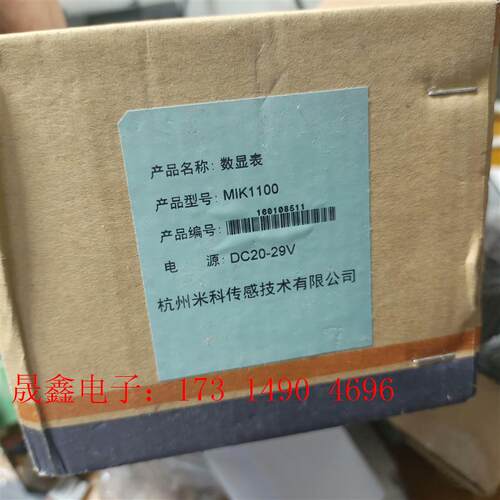 产品名称: 数显表
产品型号: MIK1100
160108511
产品编号:
电 源: DC20-29V
杭州米科传感技术有限公司
晟鑫电子：173 1490 4696